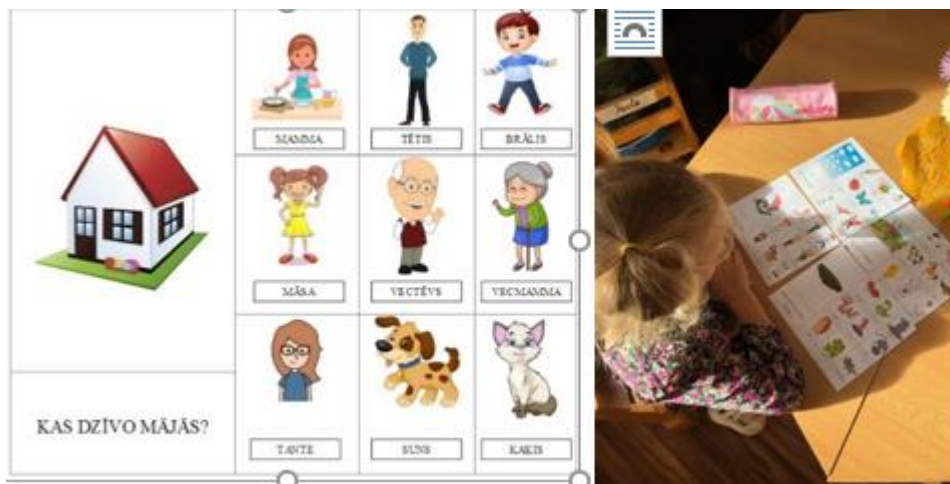 MAMMA
TĒTIS
BRĀLIS
MĀSA
VECTĒVS
VECMAMMA
KAS DZĪVO MĀJĀS?
TANTE
SUNS
KAĶIS